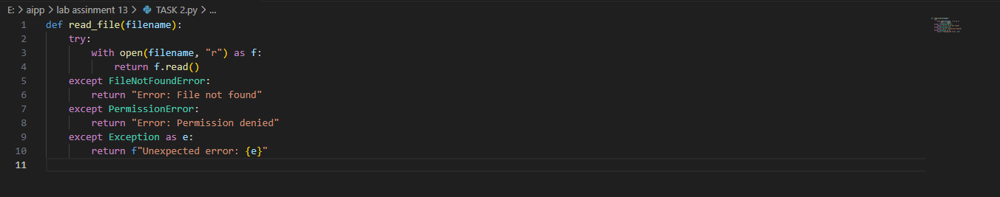 E: > aipp > lab assinment 13 > TASK 2.py > ...
1 def read_file(filename):
2     try:
3         with open(filename, "r") as f:
4             return f.read()
5     except FileNotFoundError:
6         return "Error: File not found"
7     except PermissionError:
8         return "Error: Permission denied"
9     except Exception as e:
10         return f"Unexpected error: {e}"
11